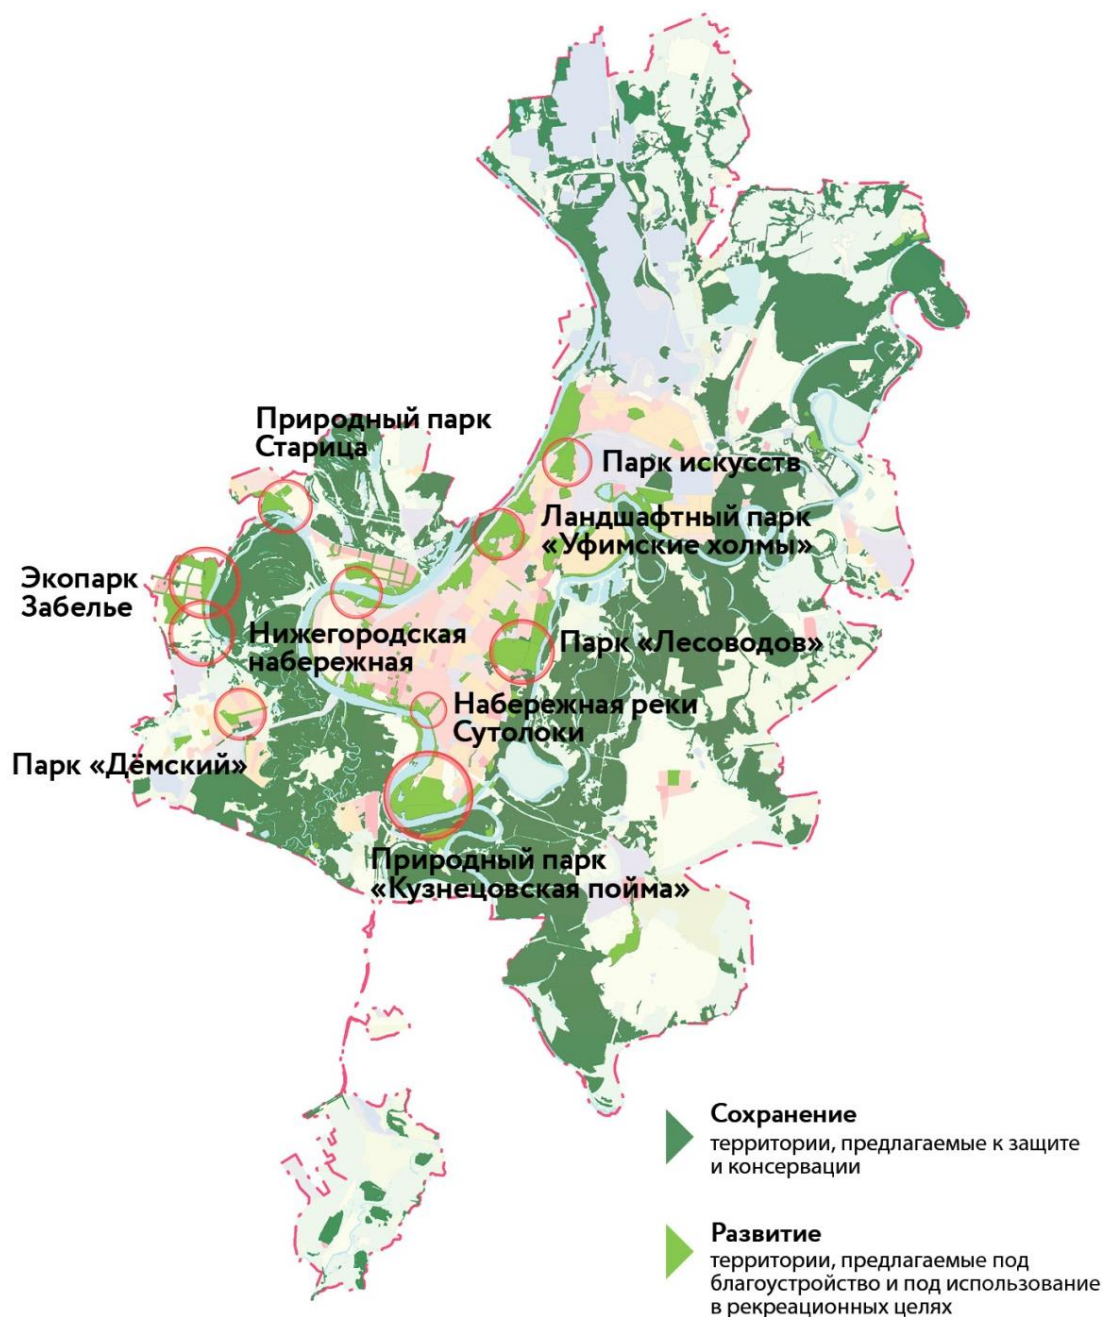 Природный парк
Старица
Парк искусств
Ландшафтный парк
«Уфимские холмы»
Экопарк
Забелье
Нижегородская
набережная
Парк «Лесоводов»
Набережная реки
Сутолоки
Парк «Дёмский»
Природный парк
«Кузнецовская пойма»
Сохранение
территории, предлагаемые к защите
и консервации
Развитие
территории, предлагаемые под
благоустройство и под использование
в рекреационных целях